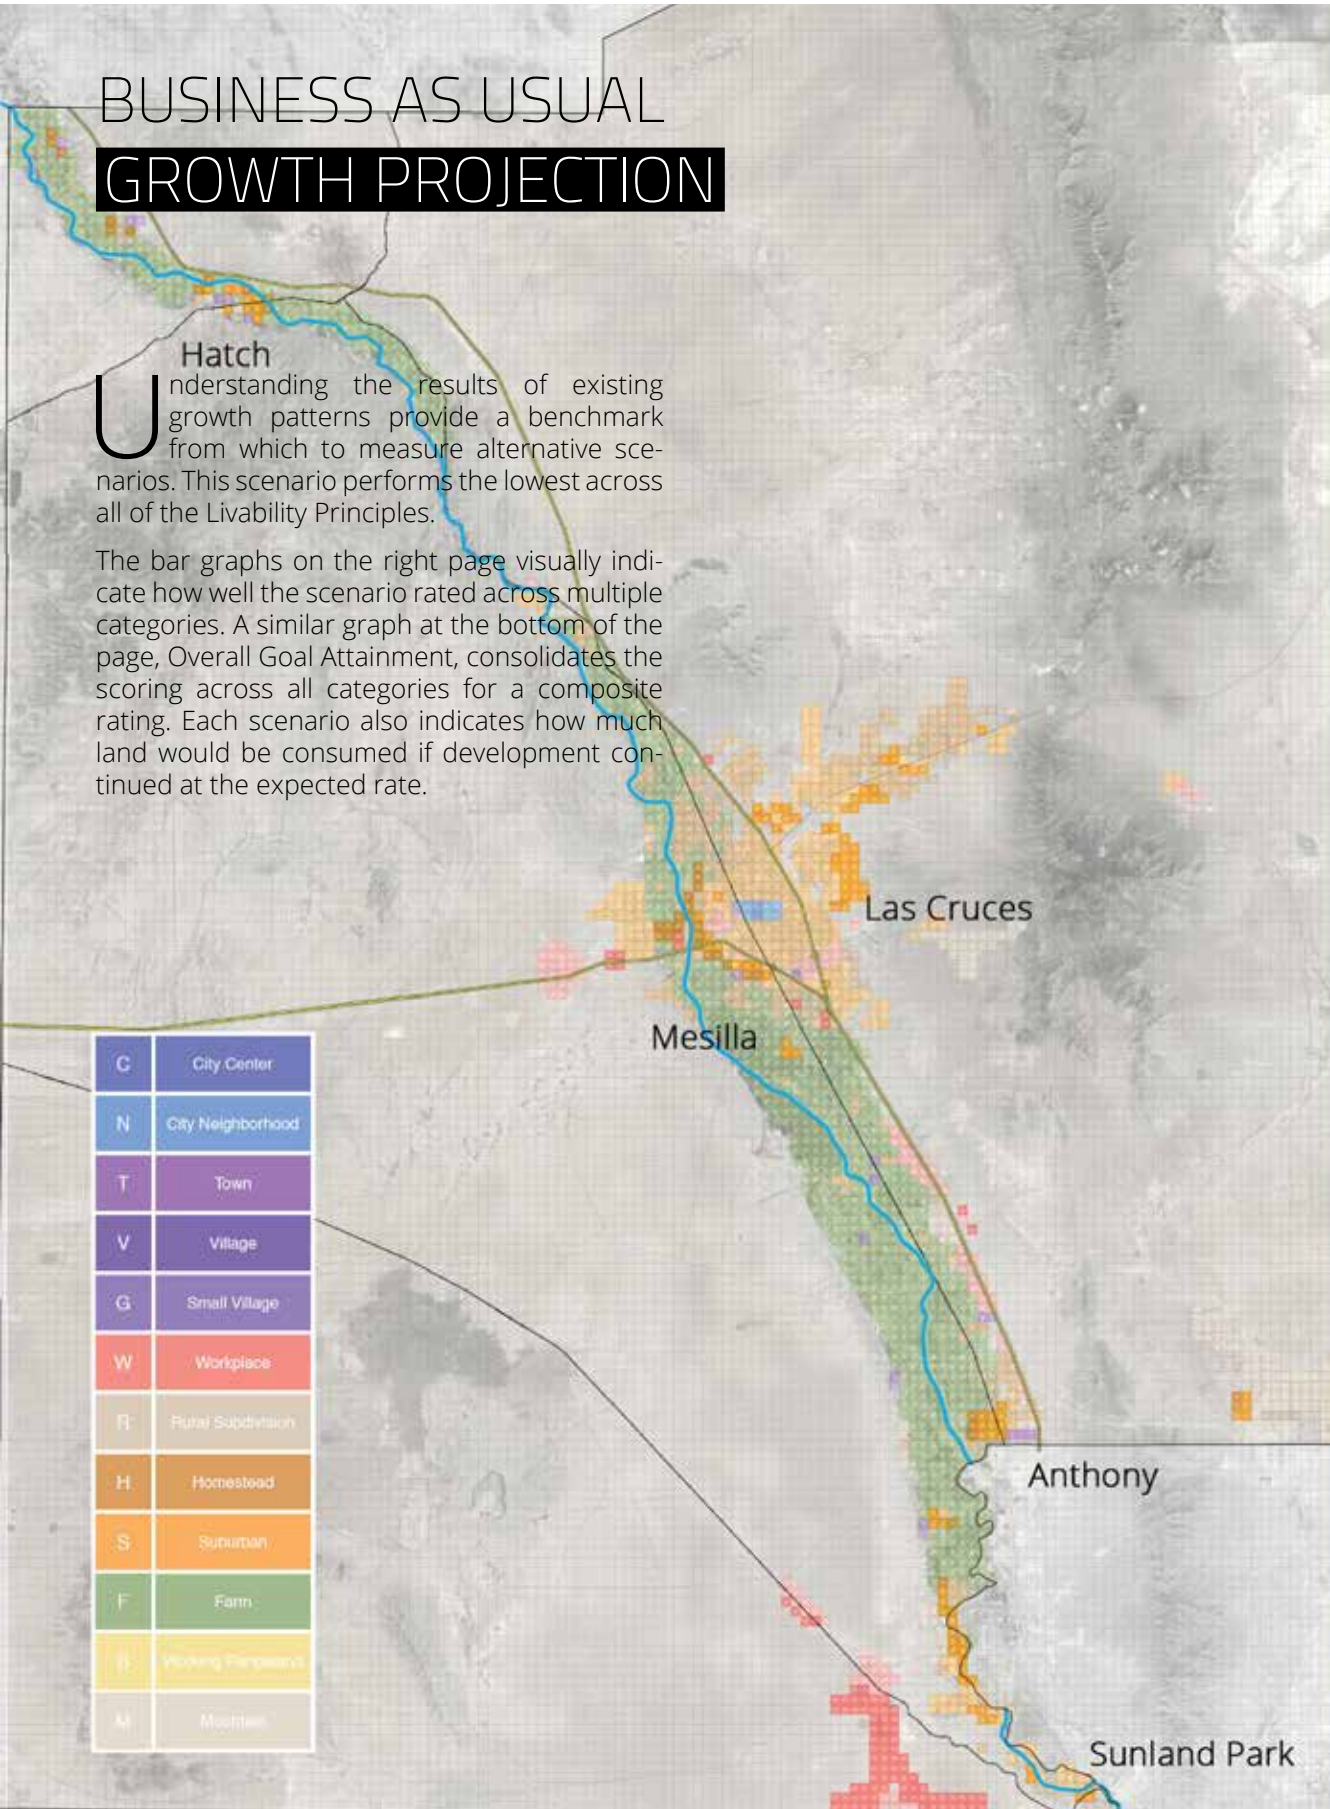 BUSINESS AS USUAL
GROWTH PROJECTION
Hatch
Understanding the results of existing
growth patterns provide a benchmark
from which to measure alternative sce-
narios. This scenario performs the lowest across
all of the Livability Principles.
The bar graphs on the right page visually indi-
cate how well the scenario rated across multiple
categories. A similar graph at the bottom of the
page, Overall Goal Attainment, consolidates the
scoring across all categories for a composite
rating. Each scenario also indicates how much
land would be consumed if development con-
tinued at the expected rate.
Las Cruces
Mesilla
C City Center
N City Neighborhood
T Town
V Village
G Small Village
W Workplace
R Rural Subdivision
H Homestead
S Suburban
F Farm
Working Rangeland
M Mountain
Anthony
Sunland Park